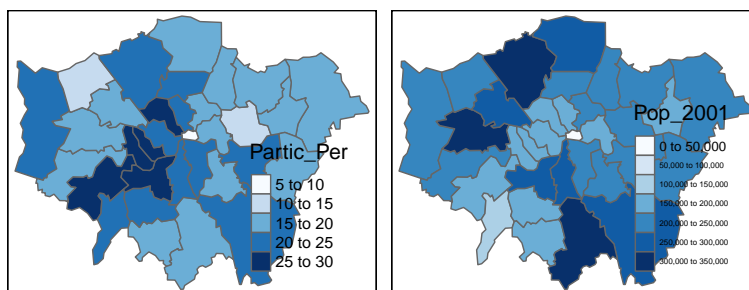 Partic_Per
5 to 10
10 to 15
15 to 20
20 to 25
25 to 30
Pop_2001
0 to 50,000
50,000 to 100,000
100,000 to 150,000
150,000 to 200,000
200,000 to 250,000
250,000 to 300,000
300,000 to 350,000